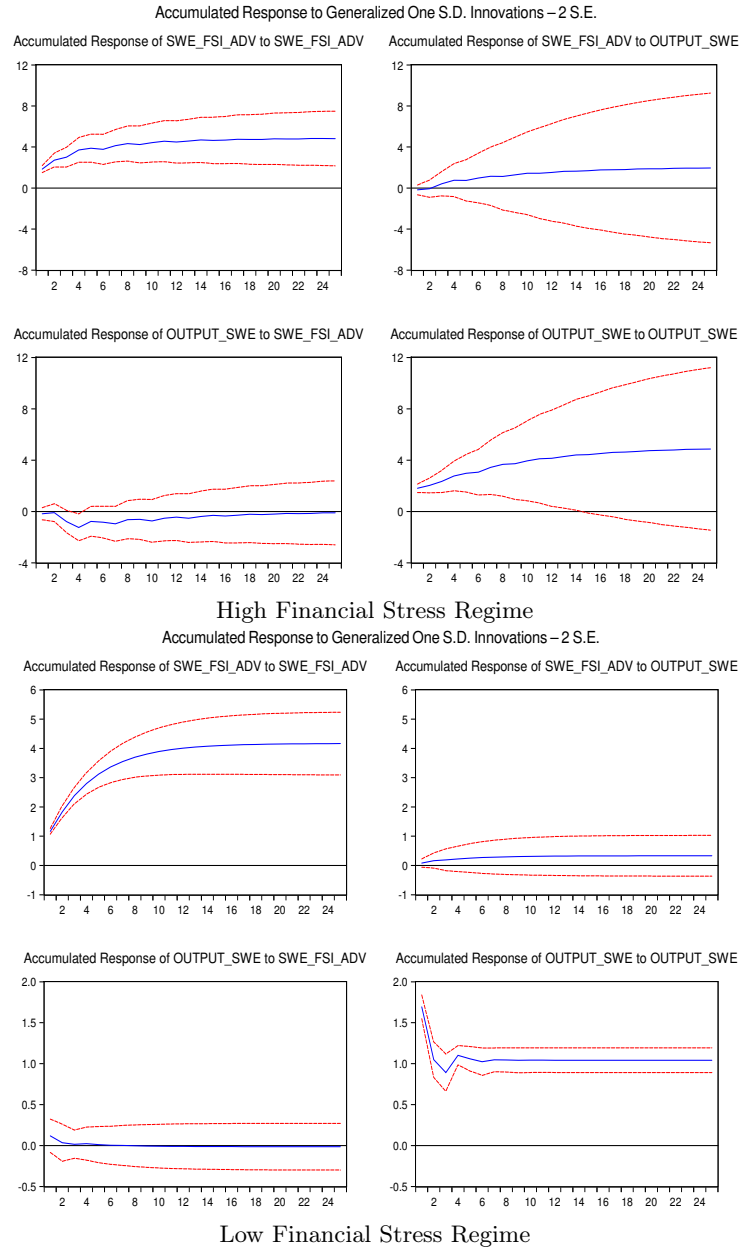 Accumulated Response to Generalized One S.D. Innovations – 2 S.E.
Accumulated Response of SWE_FSI_ADV to SWE_FSI_ADV
12
8
4
0
-4
-8
2 4 6 8 10 12 14 16 18 20 22 24
Accumulated Response of SWE_FSI_ADV to OUTPUT_SWE
12
8
4
0
-4
-8
2 4 6 8 10 12 14 16 18 20 22 24
Accumulated Response of OUTPUT_SWE to SWE_FSI_ADV
12
8
4
0
-4
2 4 6 8 10 12 14 16 18 20 22 24
Accumulated Response of OUTPUT_SWE to OUTPUT_SWE
12
8
4
0
-4
2 4 6 8 10 12 14 16 18 20 22 24
High Financial Stress Regime
Accumulated Response to Generalized One S.D. Innovations – 2 S.E.
Accumulated Response of SWE_FSI_ADV to SWE_FSI_ADV
6
5
4
3
2
1
0
-1
2 4 6 8 10 12 14 16 18 20 22 24
Accumulated Response of SWE_FSI_ADV to OUTPUT_SWE
6
5
4
3
2
1
0
-1
2 4 6 8 10 12 14 16 18 20 22 24
Accumulated Response of OUTPUT_SWE to SWE_FSI_ADV
2.0
1.5
1.0
0.5
0.0
-0.5
2 4 6 8 10 12 14 16 18 20 22 24
Accumulated Response of OUTPUT_SWE to OUTPUT_SWE
2.0
1.5
1.0
0.5
0.0
-0.5
2 4 6 8 10 12 14 16 18 20 22 24
Low Financial Stress Regime